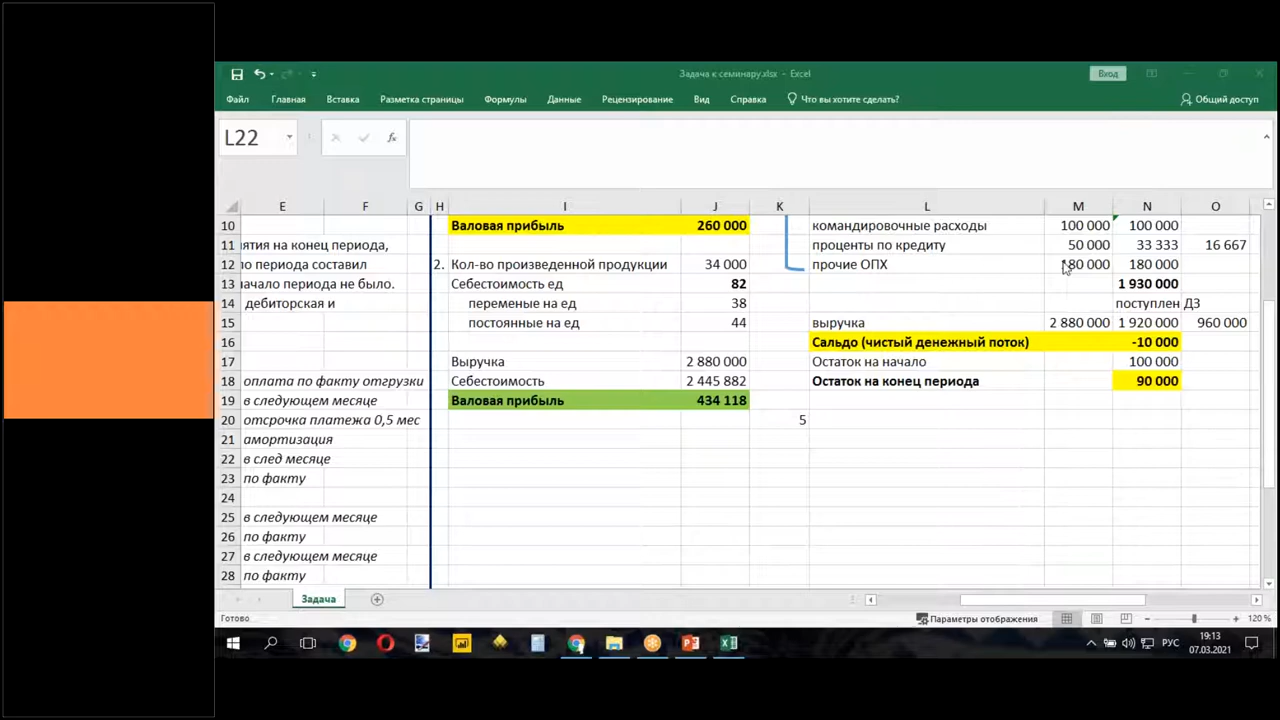 Задача к семинару.xlsx - Excel
Вход
Файл Главная Вставка Разметка страницы Формулы Данные Рецензирование Вид Справка Что вы хотите сделать? Общий доступ
L22 fx
E F G H I J K L M N O
10 Валовая прибыль 260 000 командировочные расходы 100 000 100 000
11 ıятия на конец периода, проценты по кредиту 50 000 33 333 16 667
12 ıо периода составил 2. Кол-во произведенной продукции 34 000 прочие ОПХ 180 000 180 000
13 ıачало периода не было. Себестоимость ед 82 1 930 000
14 дебиторская и переменые на ед 38 поступлен ДЗ
15 постоянные на ед 44 выручка 2 880 000 1 920 000 960 000
16 Сальдо (чистый денежный поток) -10 000
17 Выручка 2 880 000 Остаток на начало 100 000
18 оплата по факту отгрузки Себестоимость 2 445 882 Остаток на конец периода 90 000
19 в следующем месяце Валовая прибыль 434 118
20 отсрочка платежа 0,5 мес 5
21 амортизация
22 в след месяце
23 по факту
24
25 в следующем месяце
26 по факту
27 в следующем месяце
28 по факту
Задача
Готово Параметры отображения 120 %
РУС 19:13
07.03.2021